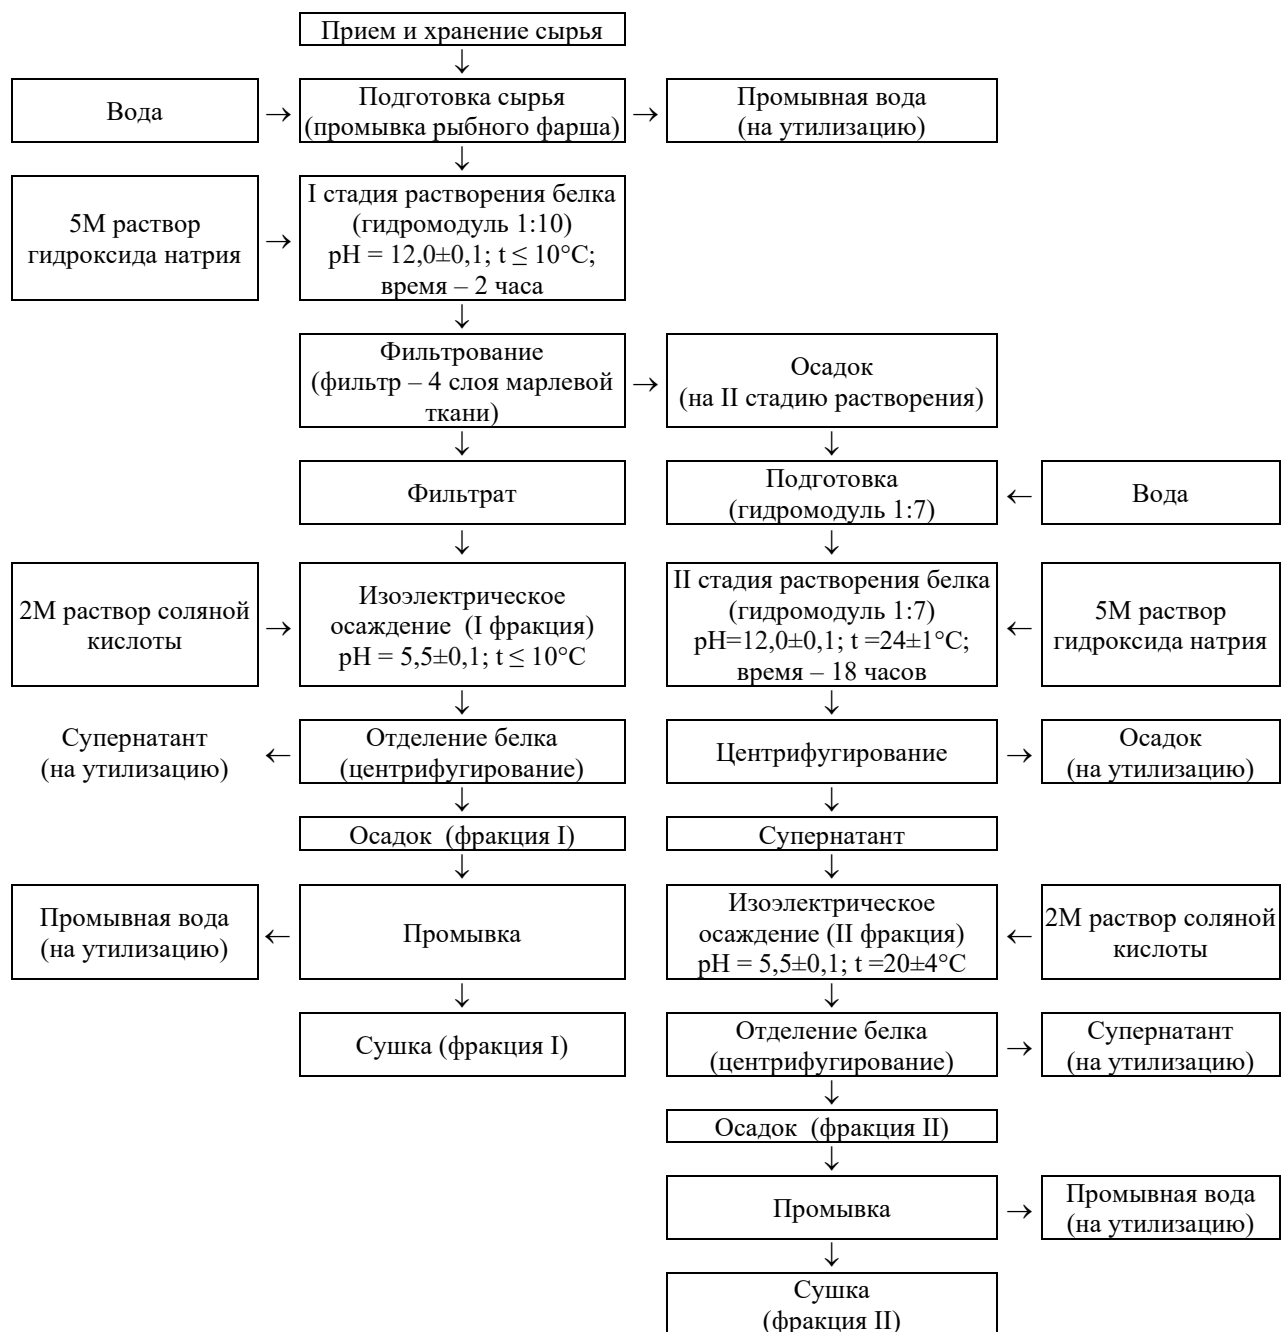 Прием и хранение сырья
↓
Вода
→
Подготовка сырья
(промывка рыбного фарша)
→
Промывная вода
(на утилизацию)
↓
5М раствор
гидроксида натрия
→
I стадия растворения белка
(гидромодуль 1:10)
pH = 12,0±0,1; t ≤ 10°C;
время – 2 часа
↓
Фильтрование
(фильтр – 4 слоя марлевой
ткани)
→
Осадок
(на II стадию растворения)
↓
↓
Фильтрат
Подготовка
(гидромодуль 1:7)
←
Вода
↓
↓
2М раствор соляной
кислоты
→
Изоэлектрическое
осаждение (I фракция)
pH = 5,5±0,1; t ≤ 10°C
II стадия растворения белка
(гидромодуль 1:7)
pH=12,0±0,1; t =24±1°C;
время – 18 часов
←
5М раствор
гидроксида натрия
↓
↓
Супернатант
(на утилизацию)
←
Отделение белка
(центрифугирование)
Центрифугирование
→
Осадок
(на утилизацию)
↓
↓
Осадок (фракция I)
Супернатант
↓
↓
Промывная вода
(на утилизацию)
←
Промывка
Изоэлектрическое
осаждение (II фракция)
pH = 5,5±0,1; t =20±4°C
←
2М раствор соляной
кислоты
↓
↓
Сушка (фракция I)
Отделение белка
(центрифугирование)
→
Супернатант
(на утилизацию)
↓
Осадок (фракция II)
↓
Промывка
→
Промывная вода
(на утилизацию)
↓
Сушка
(фракция II)